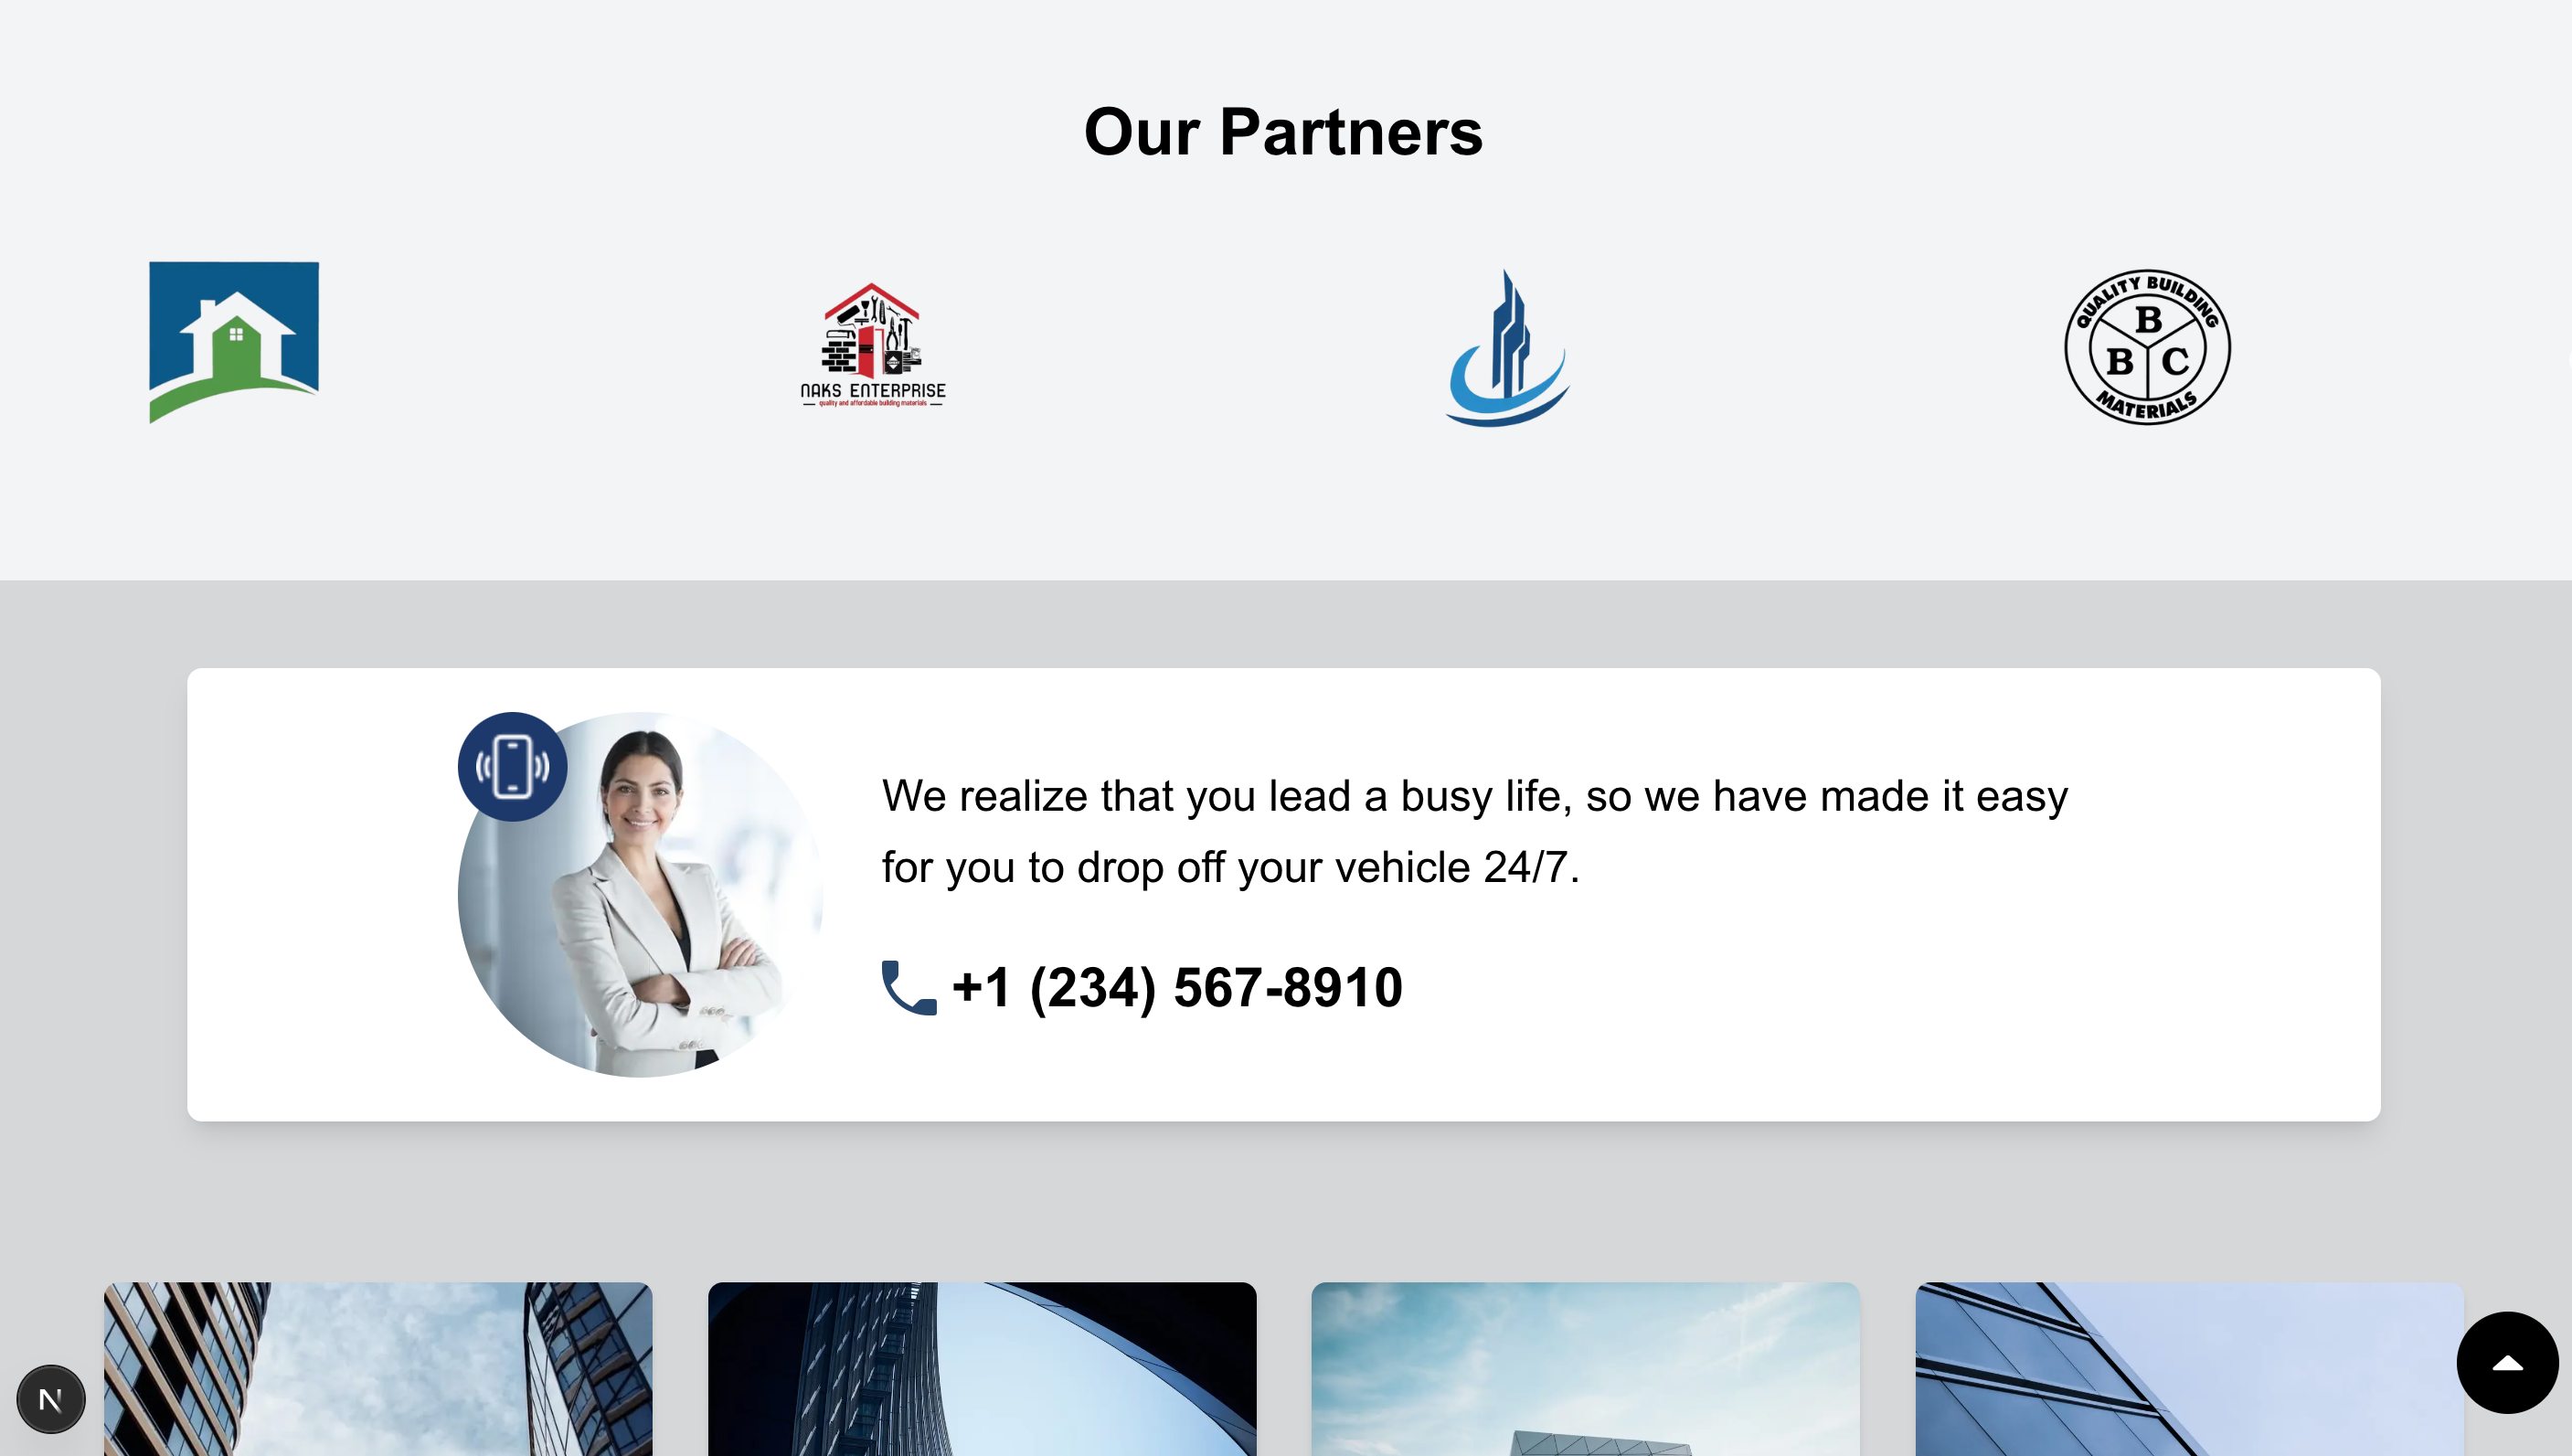 Our Partners
NAKS ENTERPRISE
quality and affordable building materials
QUALITY BUILDING
B
B C
MATERIALS
We realize that you lead a busy life, so we have made it easy
for you to drop off your vehicle 24/7.
+1 (234) 567-8910
N